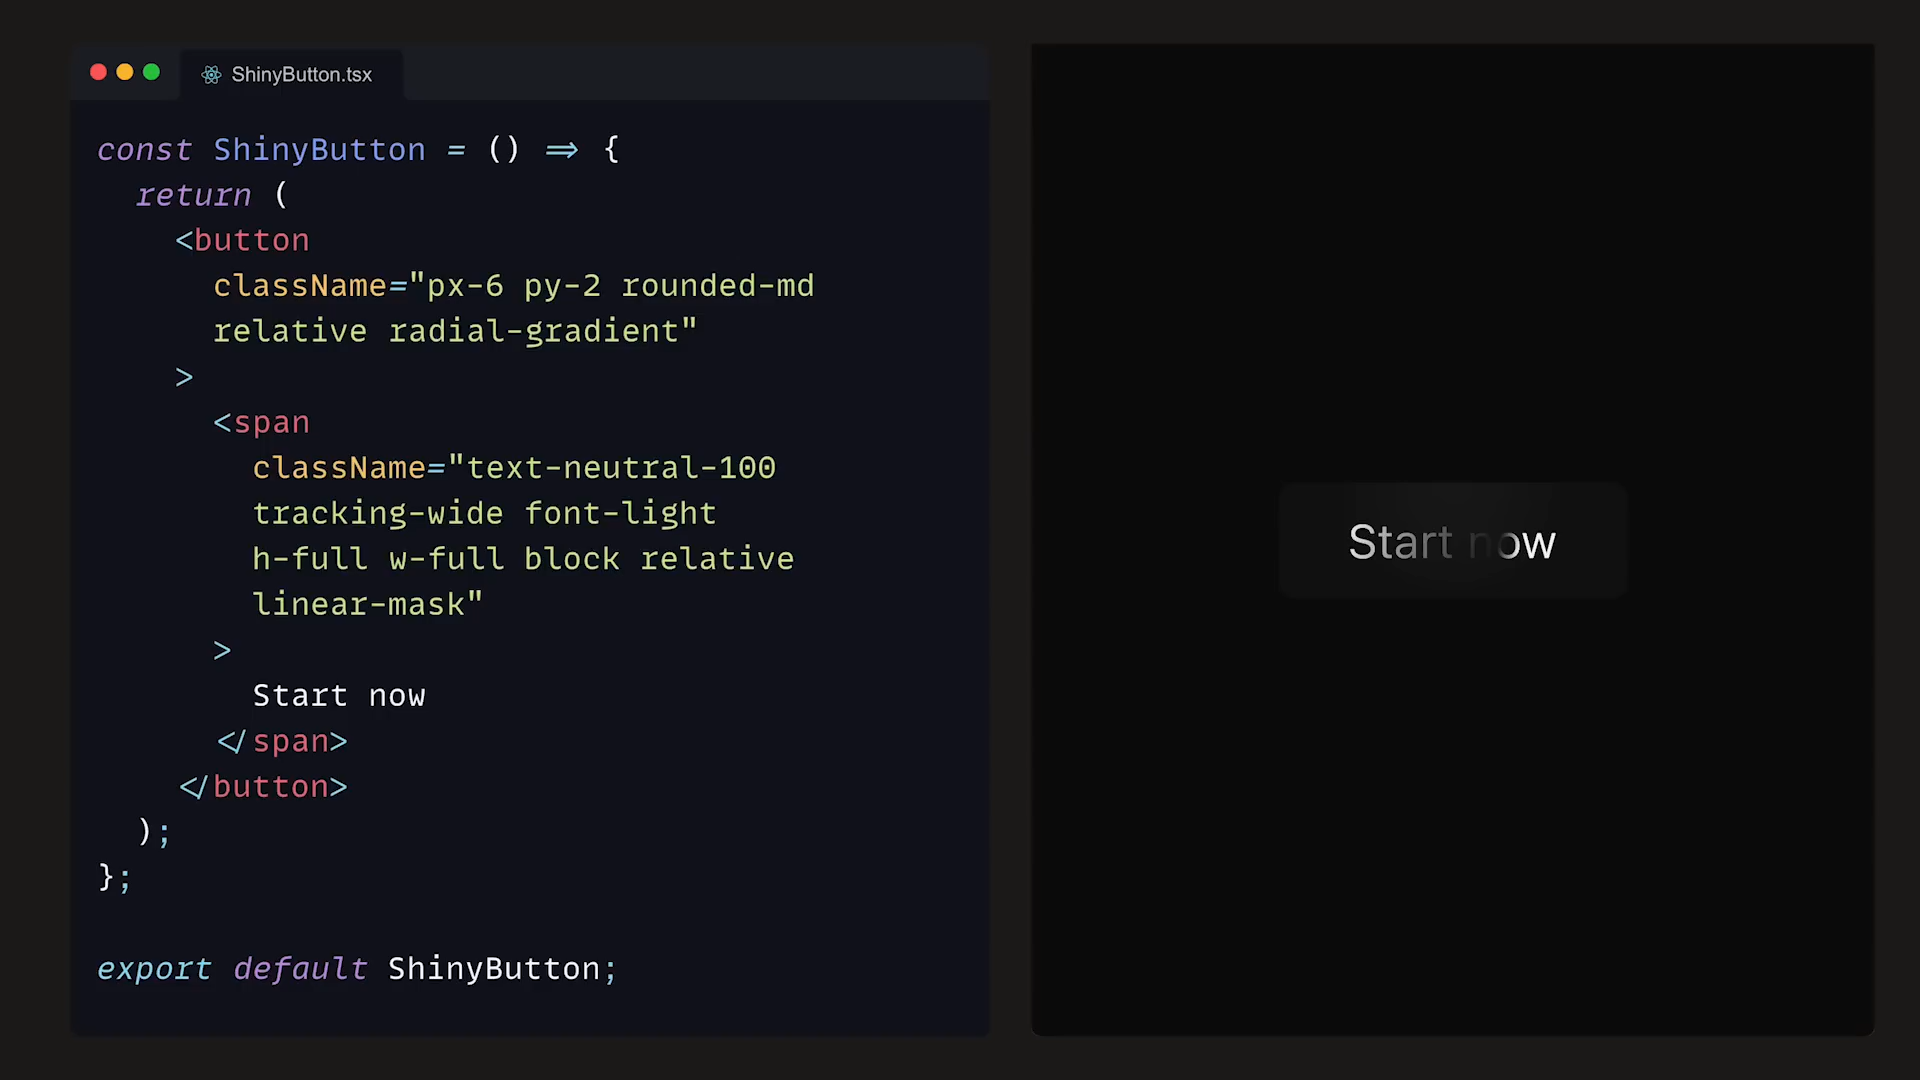 ShinyButton.tsx
const ShinyButton = () => {
return (
<button
className="px-6 py-2 rounded-md
relative radial-gradient"
>
<span
className="text-neutral-100
tracking-wide font-light
h-full w-full block relative
linear-mask"
>
Start now
</span>
</button>
);
};
export default ShinyButton;
Start now